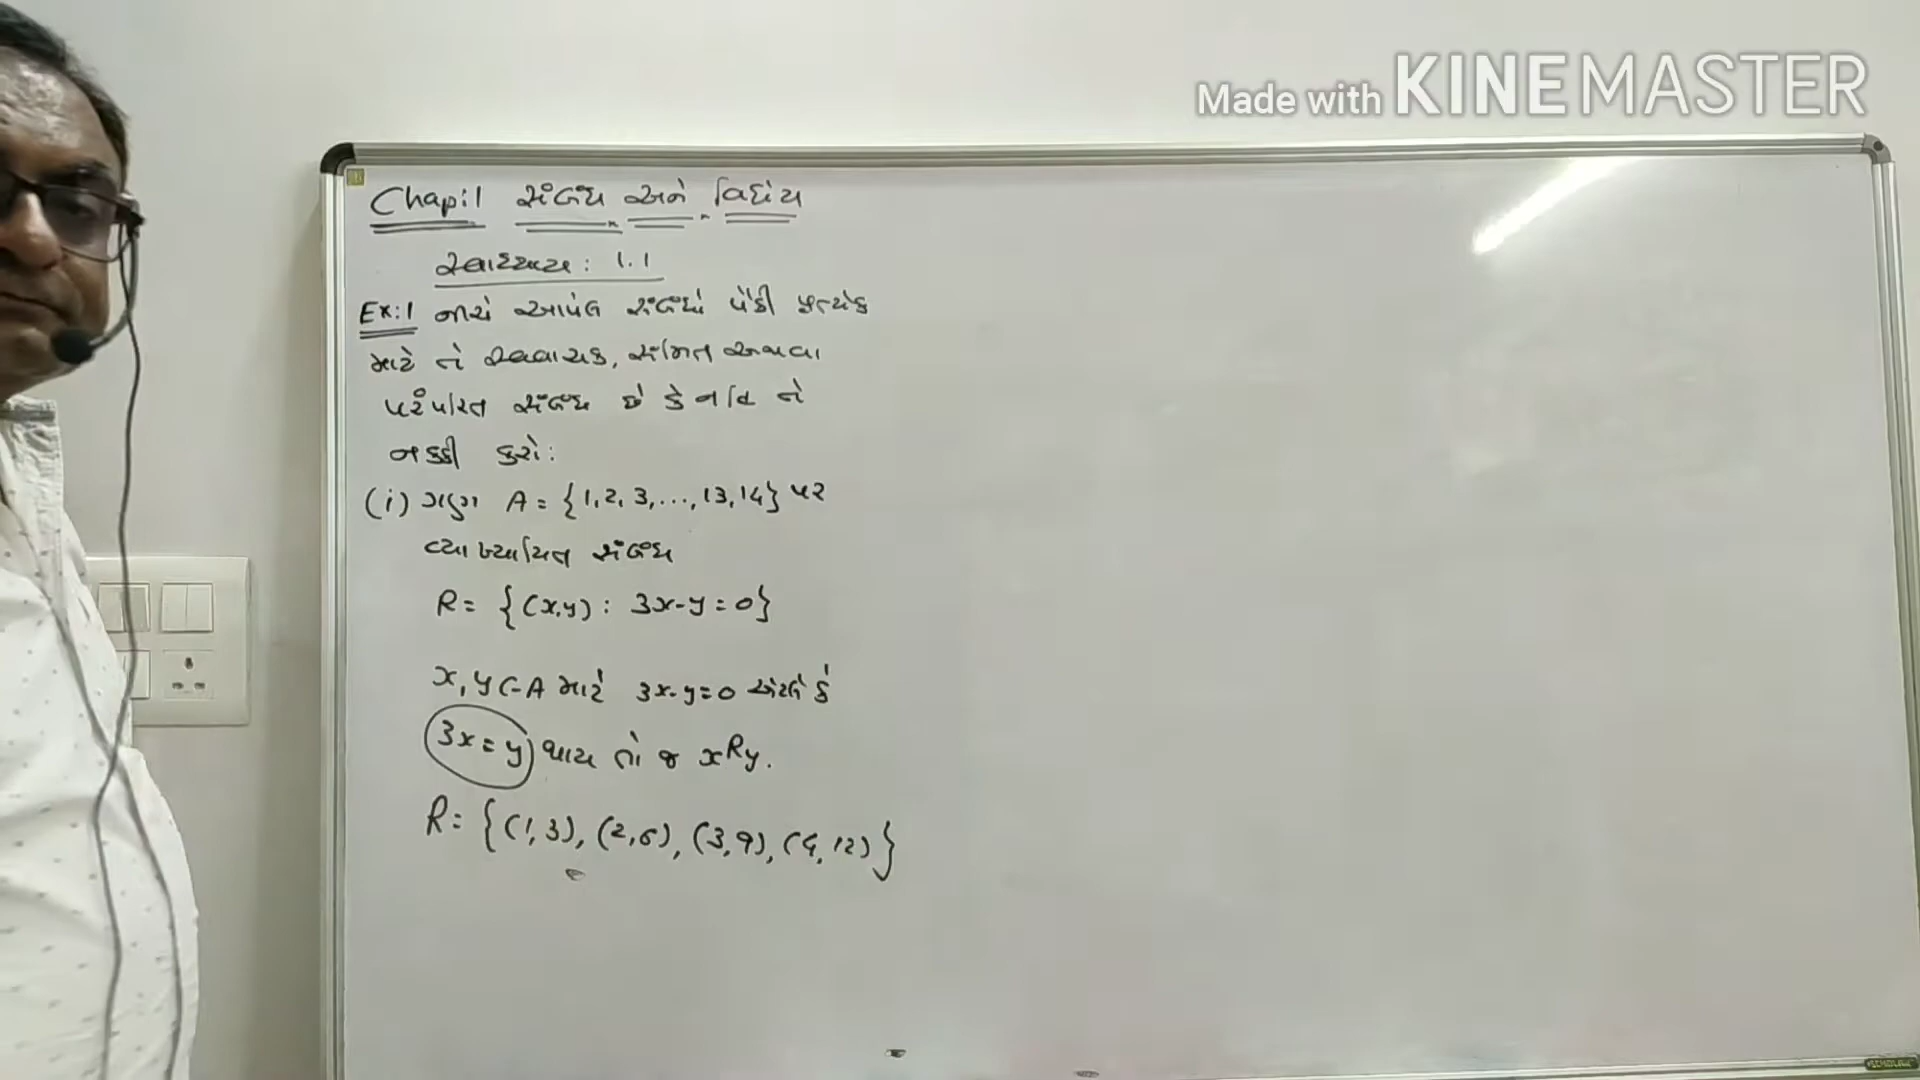 Made with KINEMASTER
Chap:1 સંબંધ અને વિધેય
સ્વાધ્યાય : 1.1
Ex:1 નીચે આપેલ સંબંધો પૈકી પ્રત્યેક
માટે તે સ્વવાચક, સંમિત અથવા
પરંપરિત સંબંધ છે કે નહિ તે
નક્કી કરો:
(i) ગણ A = {1, 2, 3, ..., 13, 14} પર
વ્યાખ્યાયિત સંબંધ
R = {(x,y) : 3x-y = 0}
x, y ∈ A માટે 3x-y=0 એટલે કે
3x = y થાય તો જ xRy.
R = {(1,3), (2,6), (3,9), (4,12)}